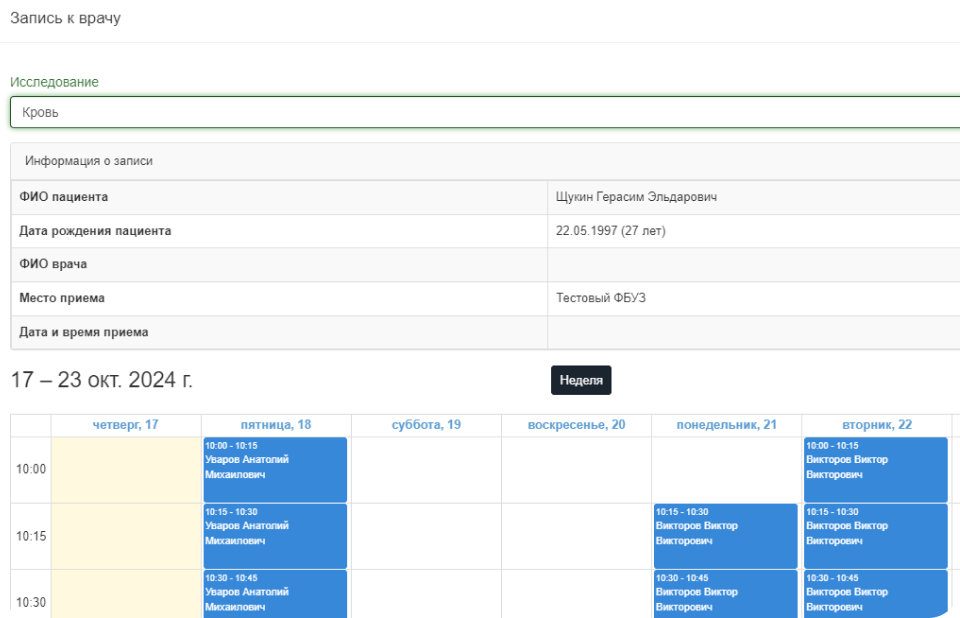 Запись к врачу
Исследование
Кровь
Информация о записи
ФИО пациента Щукин Герасим Эльдарович
Дата рождения пациента 22.05.1997 (27 лет)
ФИО врача
Место приема Тестовый ФБУЗ
Дата и время приема
17 – 23 окт. 2024 г. Неделя
четверг, 17 пятница, 18 суббота, 19 воскресенье, 20 понедельник, 21 вторник, 22
10:00
10:00 - 10:15
Уваров Анатолий
Михаилович
10:00 - 10:15
Викторов Виктор
Викторович
10:15
10:15 - 10:30
Уваров Анатолий
Михаилович
10:15 - 10:30
Викторов Виктор
Викторович
10:15 - 10:30
Викторов Виктор
Викторович
10:30
10:30 - 10:45
Уваров Анатолий
Михаилович
10:30 - 10:45
Викторов Виктор
Викторович
10:30 - 10:45
Викторов Виктор
Викторович